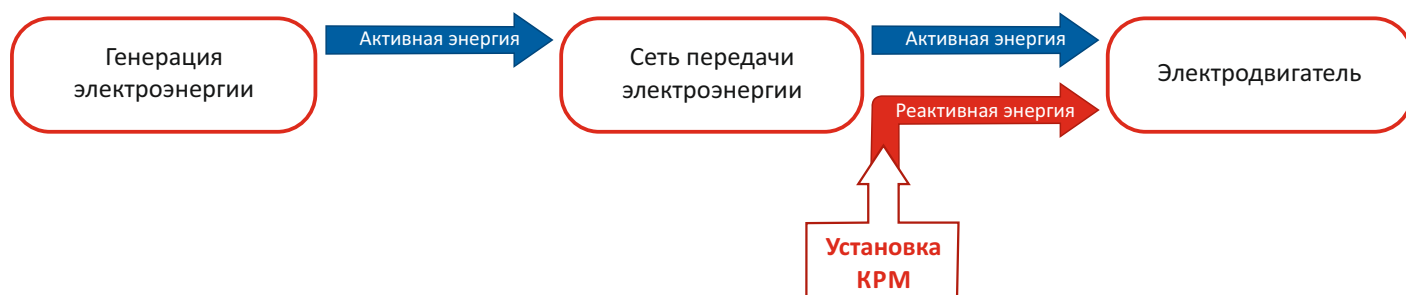 Генерация
электроэнергии
Активная энергия
Сеть передачи
электроэнергии
Активная энергия
Реактивная энергия
Электродвигатель
Установка
КРМ